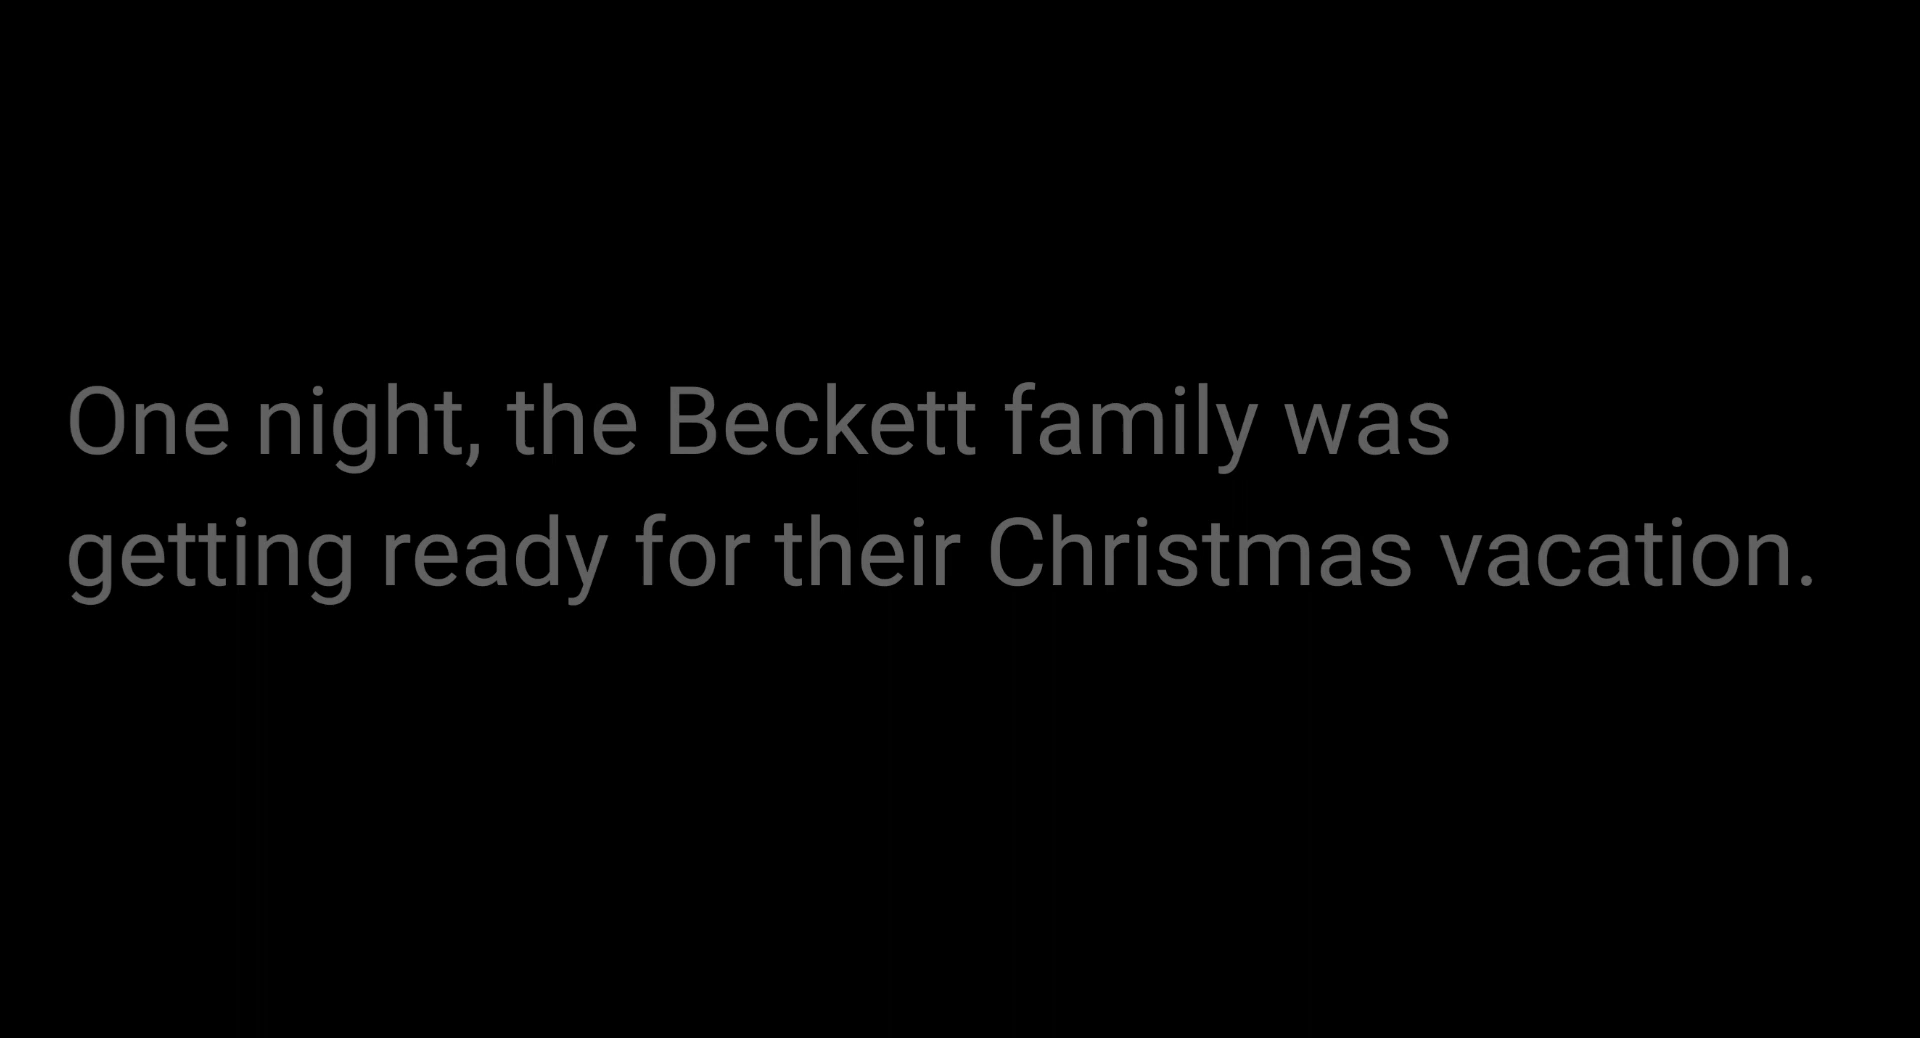 One night, the Beckett family was
getting ready for their Christmas vacation.